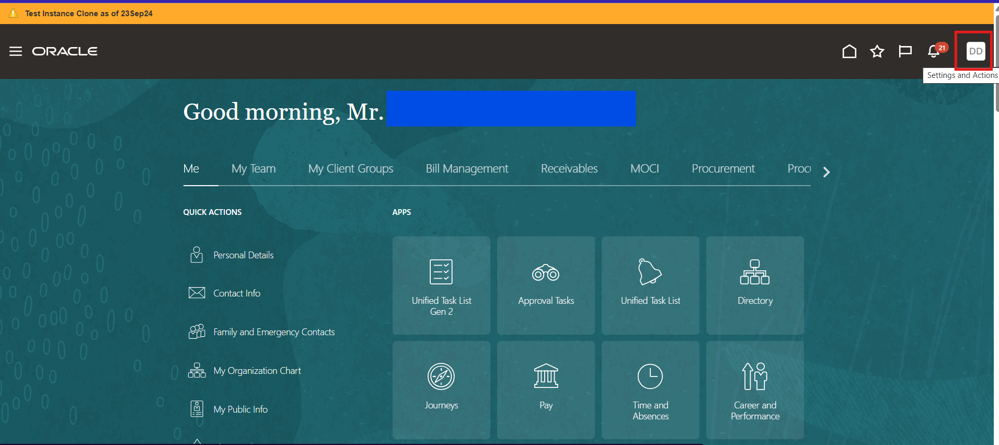 Test Instance Clone as of 23Sep24
ORACLE
21
DD
Settings and Actions
Good morning, Mr.
Me My Team My Client Groups Bill Management Receivables MOCI Procurement Proc
QUICK ACTIONS
APPS
Personal Details
Contact Info
Family and Emergency Contacts
My Organization Chart
My Public Info
Unified Task List
Gen 2
Approval Tasks
Unified Task List
Directory
Journeys
Pay
Time and
Absences
Career and
Performance